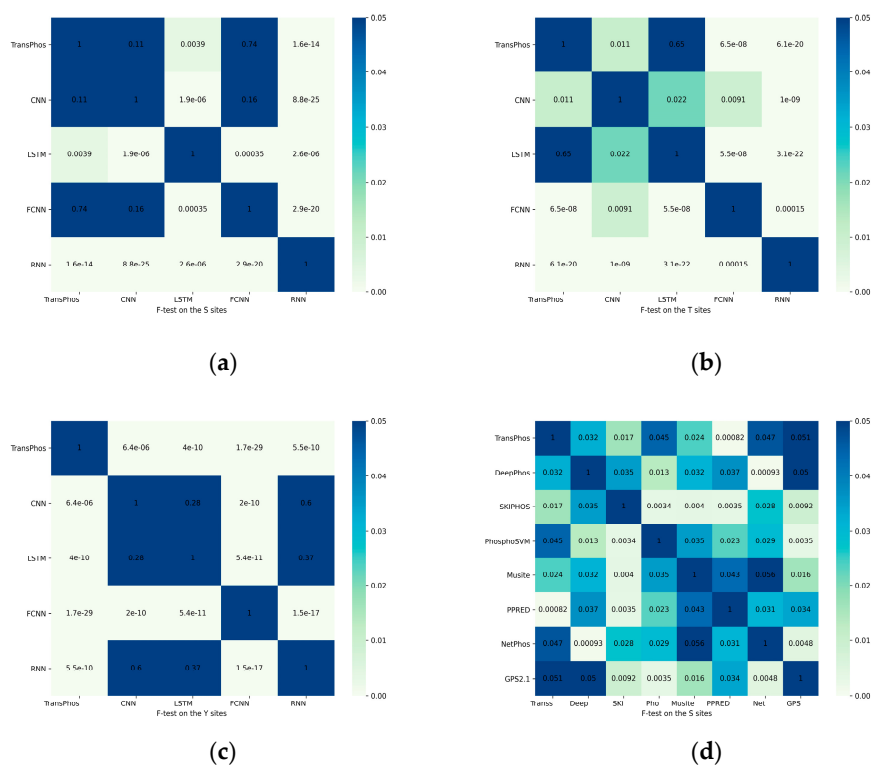 TransPhos 1 0.11 0.0039 0.74 1.6e-14
CNN 0.11 1 1.9e-06 0.16 8.8e-25
LSTM 0.0039 1.9e-06 1 0.00035 2.6e-06
FCNN 0.74 0.16 0.00035 1 2.9e-20
RNN 1.6e-14 8.8e-25 2.6e-06 2.9e-20 1
TransPhos CNN LSTM FCNN RNN
F-test on the S sites
0.05
0.04
0.03
0.02
0.01
0.00
(a)
TransPhos 1 0.011 0.65 6.5e-08 6.1e-20
CNN 0.011 1 0.022 0.0091 1e-09
LSTM 0.65 0.022 1 5.5e-08 3.1e-22
FCNN 6.5e-08 0.0091 5.5e-08 1 0.00015
RNN 6.1e-20 1e-09 3.1e-22 0.00015 1
TransPhos CNN LSTM FCNN RNN
F-test on the T sites
0.05
0.04
0.03
0.02
0.01
0.00
(b)
TransPhos 1 6.4e-06 4e-10 1.7e-29 5.5e-10
CNN 6.4e-06 1 0.28 2e-10 0.6
LSTM 4e-10 0.28 1 5.4e-11 0.37
FCNN 1.7e-29 2e-10 5.4e-11 1 1.5e-17
RNN 5.5e-10 0.6 0.37 1.5e-17 1
TransPhos CNN LSTM FCNN RNN
F-test on the Y sites
0.05
0.04
0.03
0.02
0.01
0.00
(c)
TransPhos 1 0.032 0.017 0.045 0.024 0.00082 0.047 0.051
DeepPhos 0.032 1 0.035 0.013 0.032 0.037 0.00093 0.05
SKIPHOS 0.017 0.035 1 0.0034 0.004 0.0035 0.028 0.0092
PhosphoSVM 0.045 0.013 0.0034 1 0.035 0.023 0.029 0.0035
Musite 0.024 0.032 0.004 0.035 1 0.043 0.056 0.016
PPRED 0.00082 0.037 0.0035 0.023 0.043 1 0.031 0.034
NetPhos 0.047 0.00093 0.028 0.029 0.056 0.031 1 0.0048
GPS2.1 0.051 0.05 0.0092 0.0035 0.016 0.034 0.0048 1
Transs Deep SKI Pho Musite PPRED Net GPS
F-test on the S sites
0.05
0.04
0.03
0.02
0.01
0.00
(d)